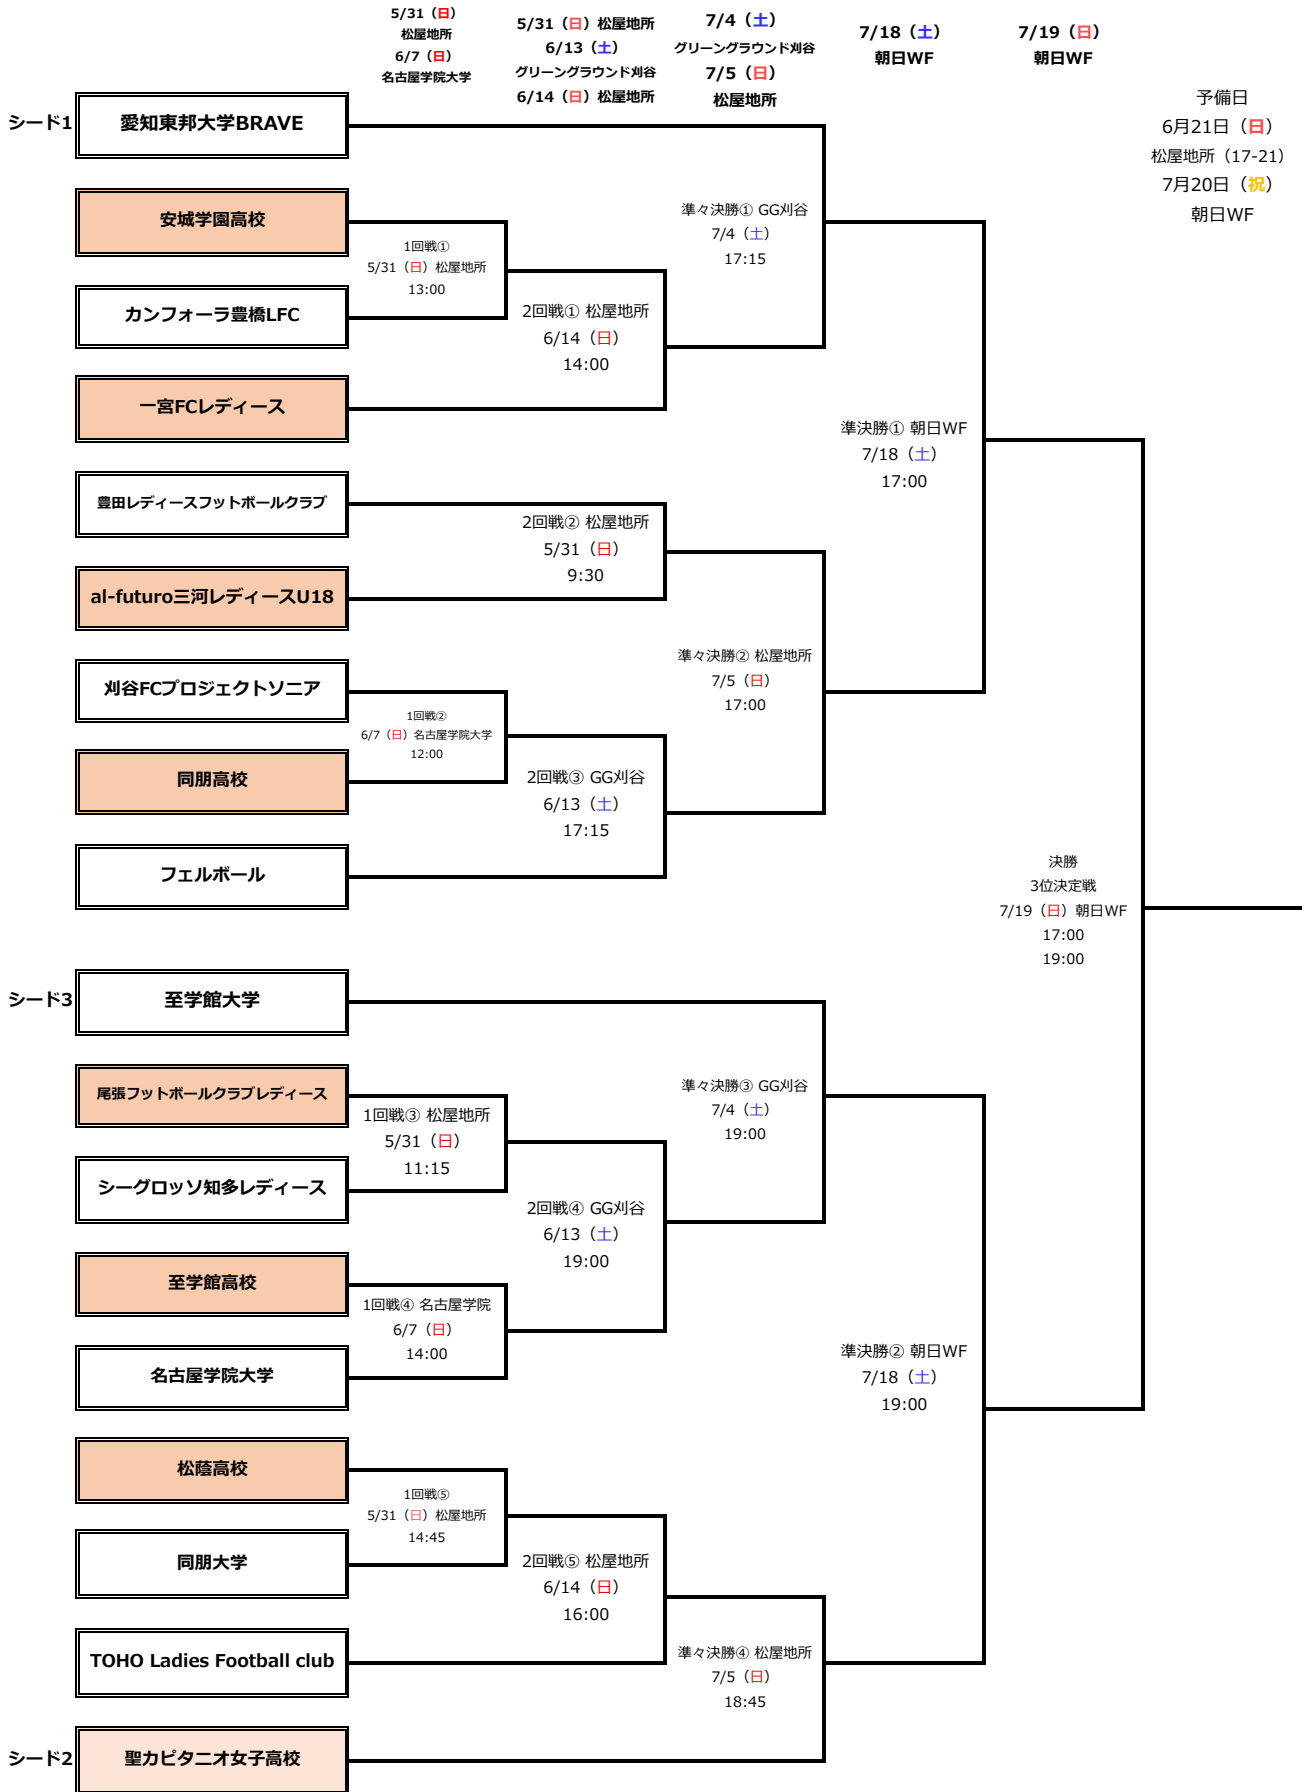 5/31（日）
松屋地所
6/7（日）
名古屋学院大学
5/31（日）松屋地所
6/13（土）
グリーングラウンド刈谷
6/14（日）松屋地所
7/4（土）
グリーングラウンド刈谷
7/5（日）
松屋地所
7/18（土）
朝日WF
7/19（日）
朝日WF
予備日
6月21日（日）
松屋地所（17-21）
7月20日（祝）
朝日WF
シード1
愛知東邦大学BRAVE
安城学園高校
カンフォーラ豊橋LFC
一宮FCレディース
豊田レディースフットボールクラブ
al-futuro三河レディースU18
刈谷FCプロジェクトソニア
同朋高校
フェルボール
シード3
至学館大学
尾張フットボールクラブレディース
シーグロッソ知多レディース
至学館高校
名古屋学院大学
松蔭高校
同朋大学
TOHO Ladies Football club
シード2
聖カピタニオ女子高校
1回戦①
5/31（日）松屋地所
13:00
1回戦②
6/7（日）名古屋学院大学
12:00
1回戦③ 松屋地所
5/31（日）
11:15
1回戦④ 名古屋学院
6/7（日）
14:00
1回戦⑤
5/31（日）松屋地所
14:45
2回戦① 松屋地所
6/14（日）
14:00
2回戦② 松屋地所
5/31（日）
9:30
2回戦③ GG刈谷
6/13（土）
17:15
2回戦④ GG刈谷
6/13（土）
19:00
2回戦⑤ 松屋地所
6/14（日）
16:00
準々決勝① GG刈谷
7/4（土）
17:15
準々決勝② 松屋地所
7/5（日）
17:00
準々決勝③ GG刈谷
7/4（土）
19:00
準々決勝④ 松屋地所
7/5（日）
18:45
準決勝① 朝日WF
7/18（土）
17:00
準決勝② 朝日WF
7/18（土）
19:00
決勝
3位決定戦
7/19（日）朝日WF
17:00
19:00